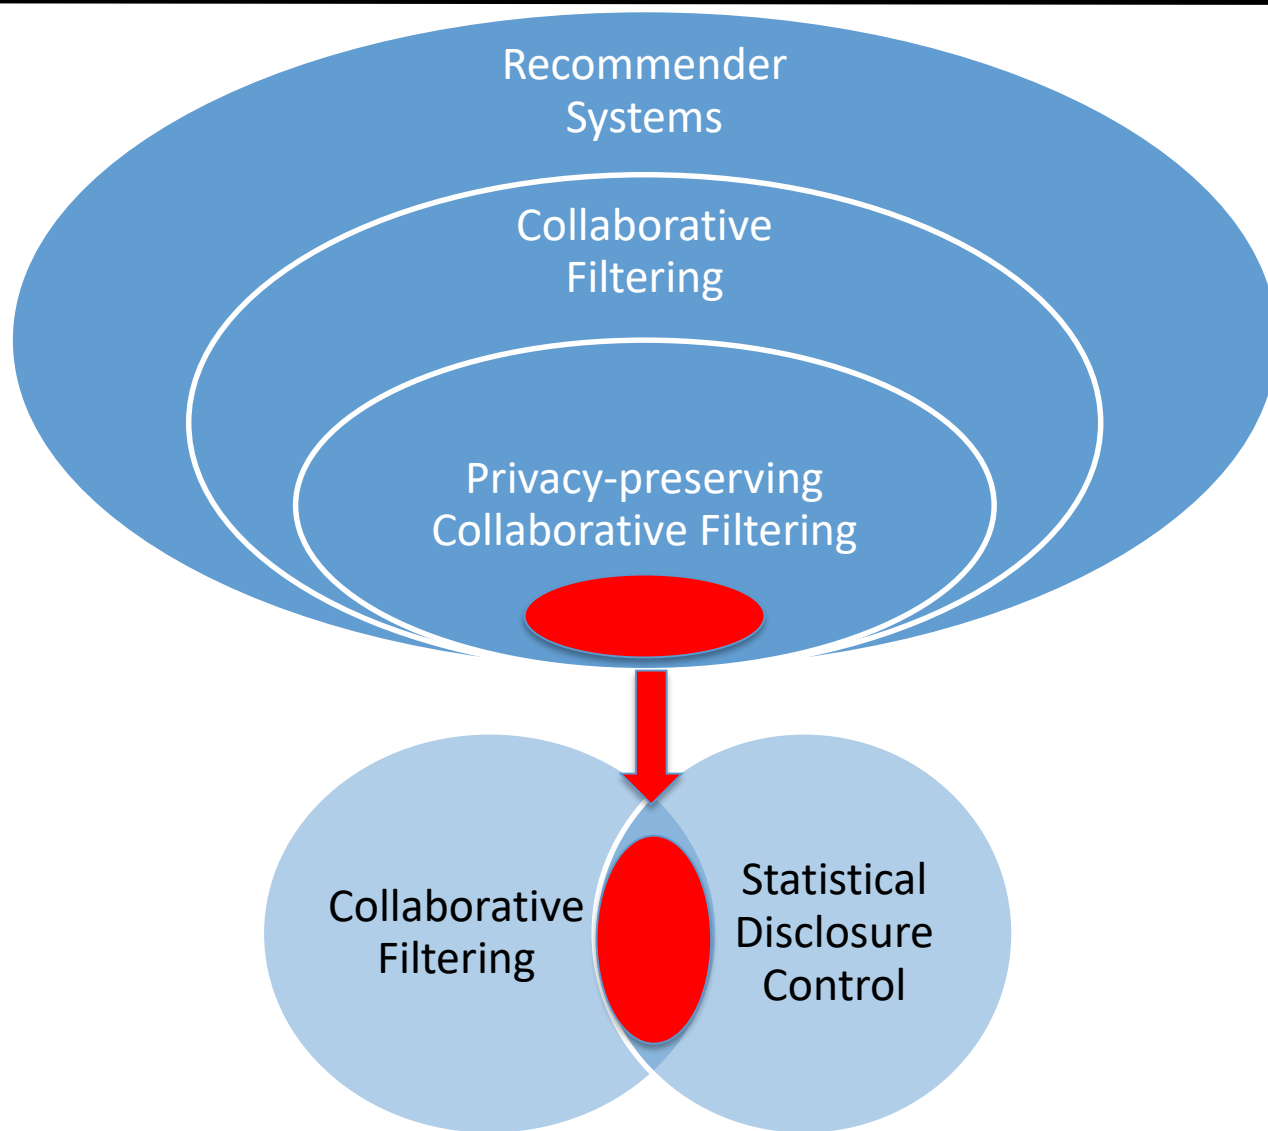 Recommender
Systems
Collaborative
Filtering
Privacy-preserving
Collaborative Filtering
Collaborative
Filtering
Statistical
Disclosure
Control